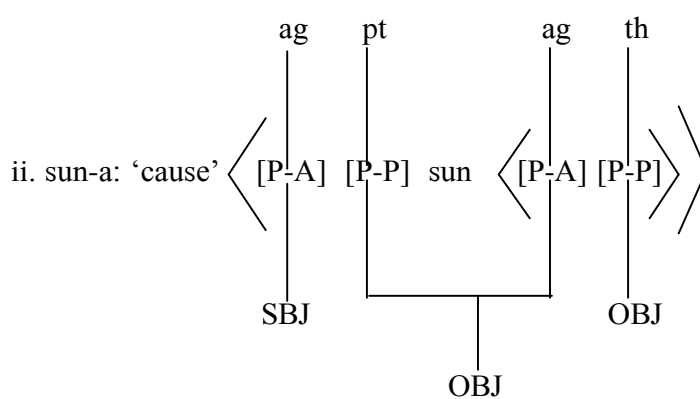 ag pt ag th
ii. sun-a: ‘cause’ [P-A] [P-P] sun [P-A] [P-P]
SBJ OBJ
OBJ